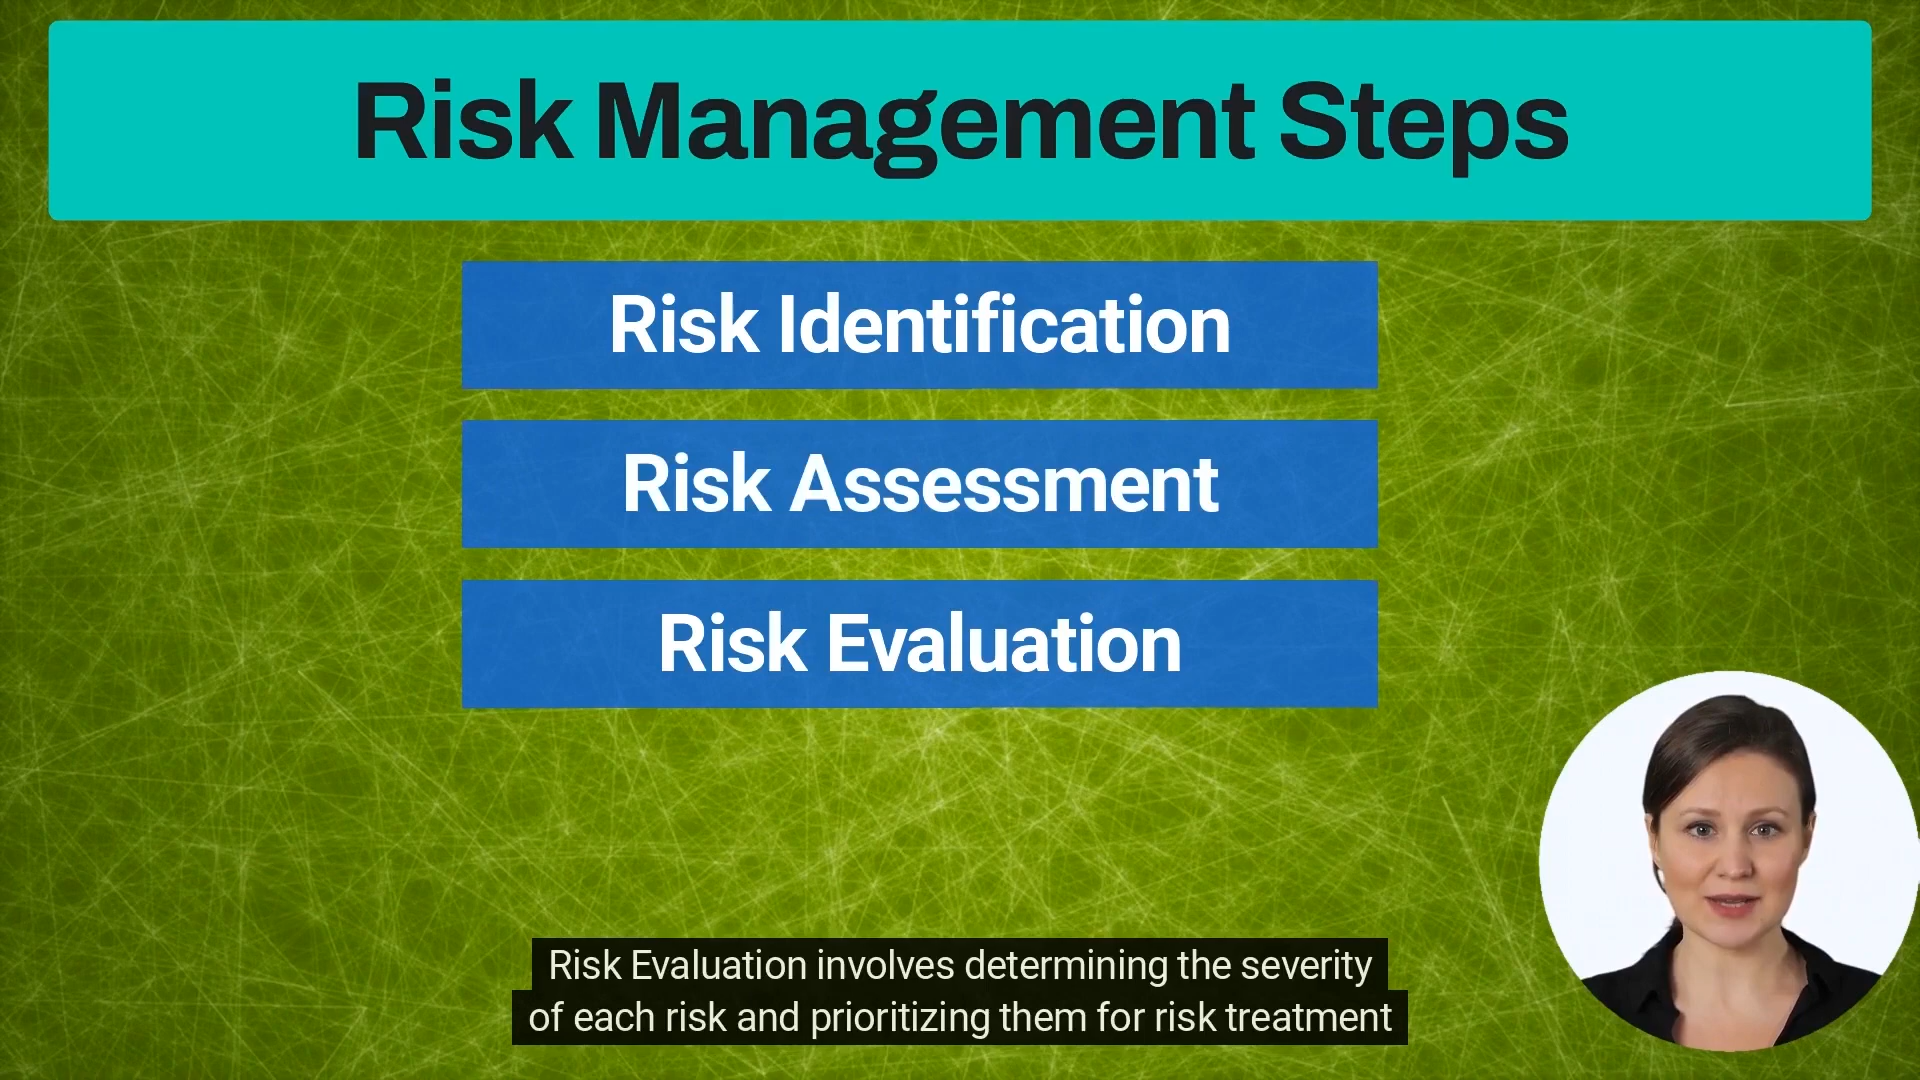 Risk Management Steps
Risk Identification
Risk Assessment
Risk Evaluation
Risk Evaluation involves determining the severity
of each risk and prioritizing them for risk treatment